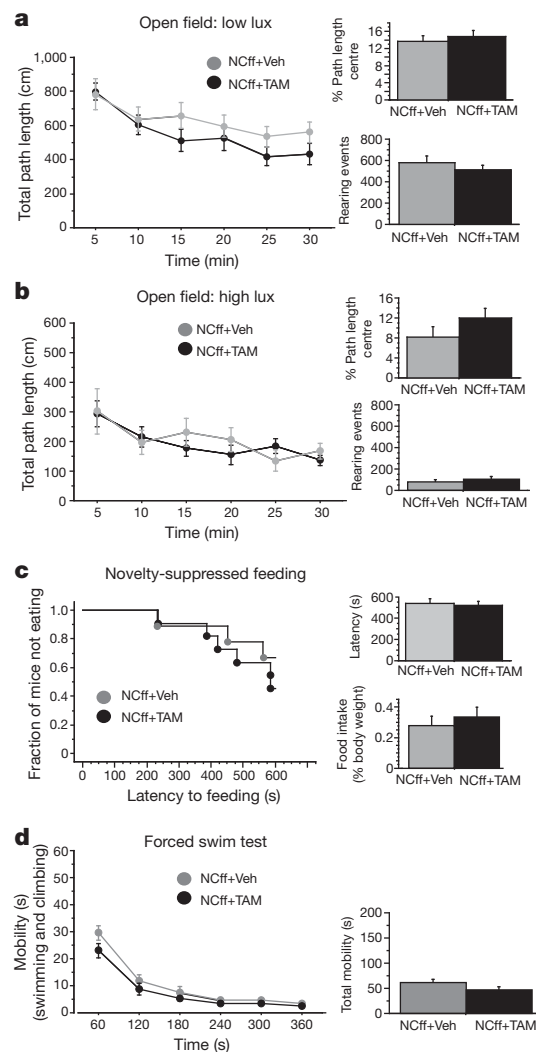 a
Open field: low lux
Total path length (cm)
1,000
800
600
400
200
0
NCff+Veh
NCff+TAM
5 10 15 20 25 30
Time (min)
% Path length
centre
16
12
8
4
0
NCff+Veh NCff+TAM
Rearing events
800
600
400
200
0
NCff+Veh NCff+TAM
b
Open field: high lux
Total path length (cm)
600
500
400
300
200
100
0
NCff+Veh
NCff+TAM
5 10 15 20 25 30
Time (min)
% Path length
centre
16
12
8
4
0
NCff+Veh NCff+TAM
Rearing events
800
600
400
200
0
NCff+Veh NCff+TAM
c
Novelty-suppressed feeding
Fraction of mice not eating
1.0
0.8
0.6
0.4
0.2
0
NCff+Veh
NCff+TAM
0 100 200 300 400 500 600
Latency to feeding (s)
Latency (s)
600
400
200
0
NCff+Veh NCff+TAM
Food intake
(% body weight)
0.4
0.2
0
NCff+Veh NCff+TAM
d
Forced swim test
Mobility (s)
(swimming and climbing)
60
50
40
30
20
10
0
NCff+Veh
NCff+TAM
60 120 180 240 300 360
Time (s)
Total mobility (s)
200
150
100
50
0
NCff+Veh NCff+TAM